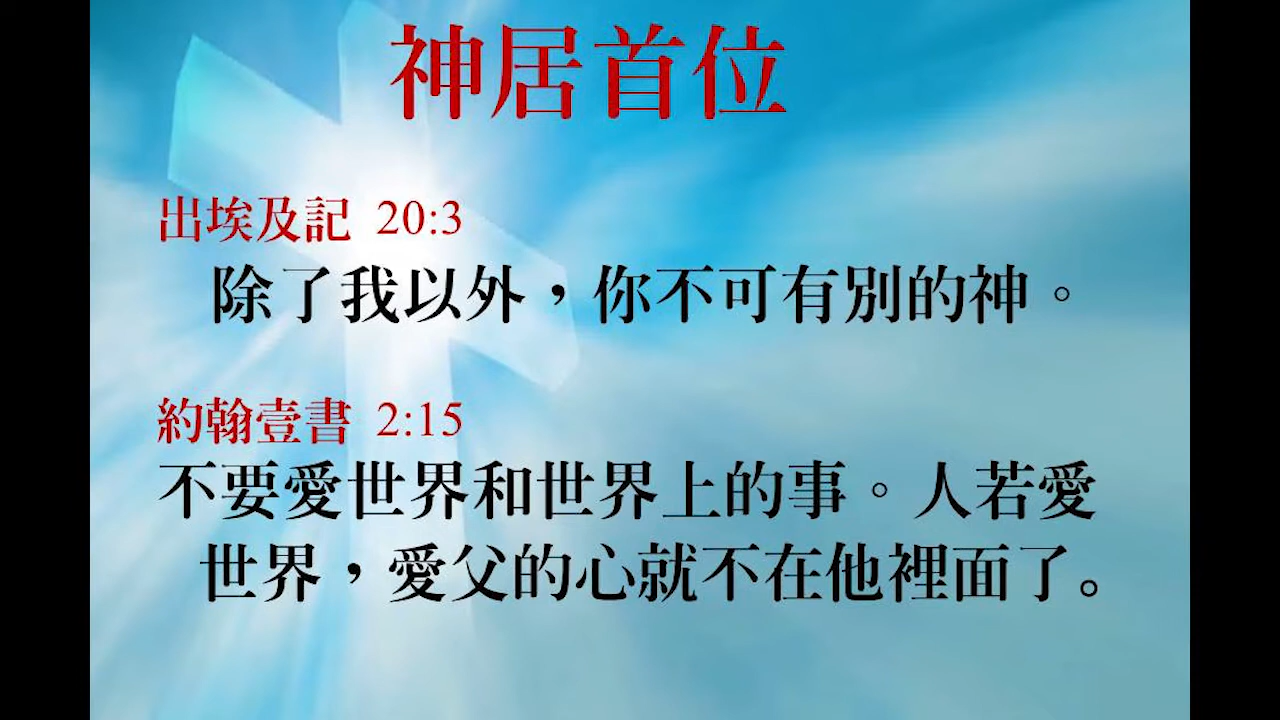 神居首位
出埃及記 20:3
除了我以外，你不可有別的神。
約翰壹書 2:15
不要愛世界和世界上的事。人若愛
世界，愛父的心就不在他裡面了。